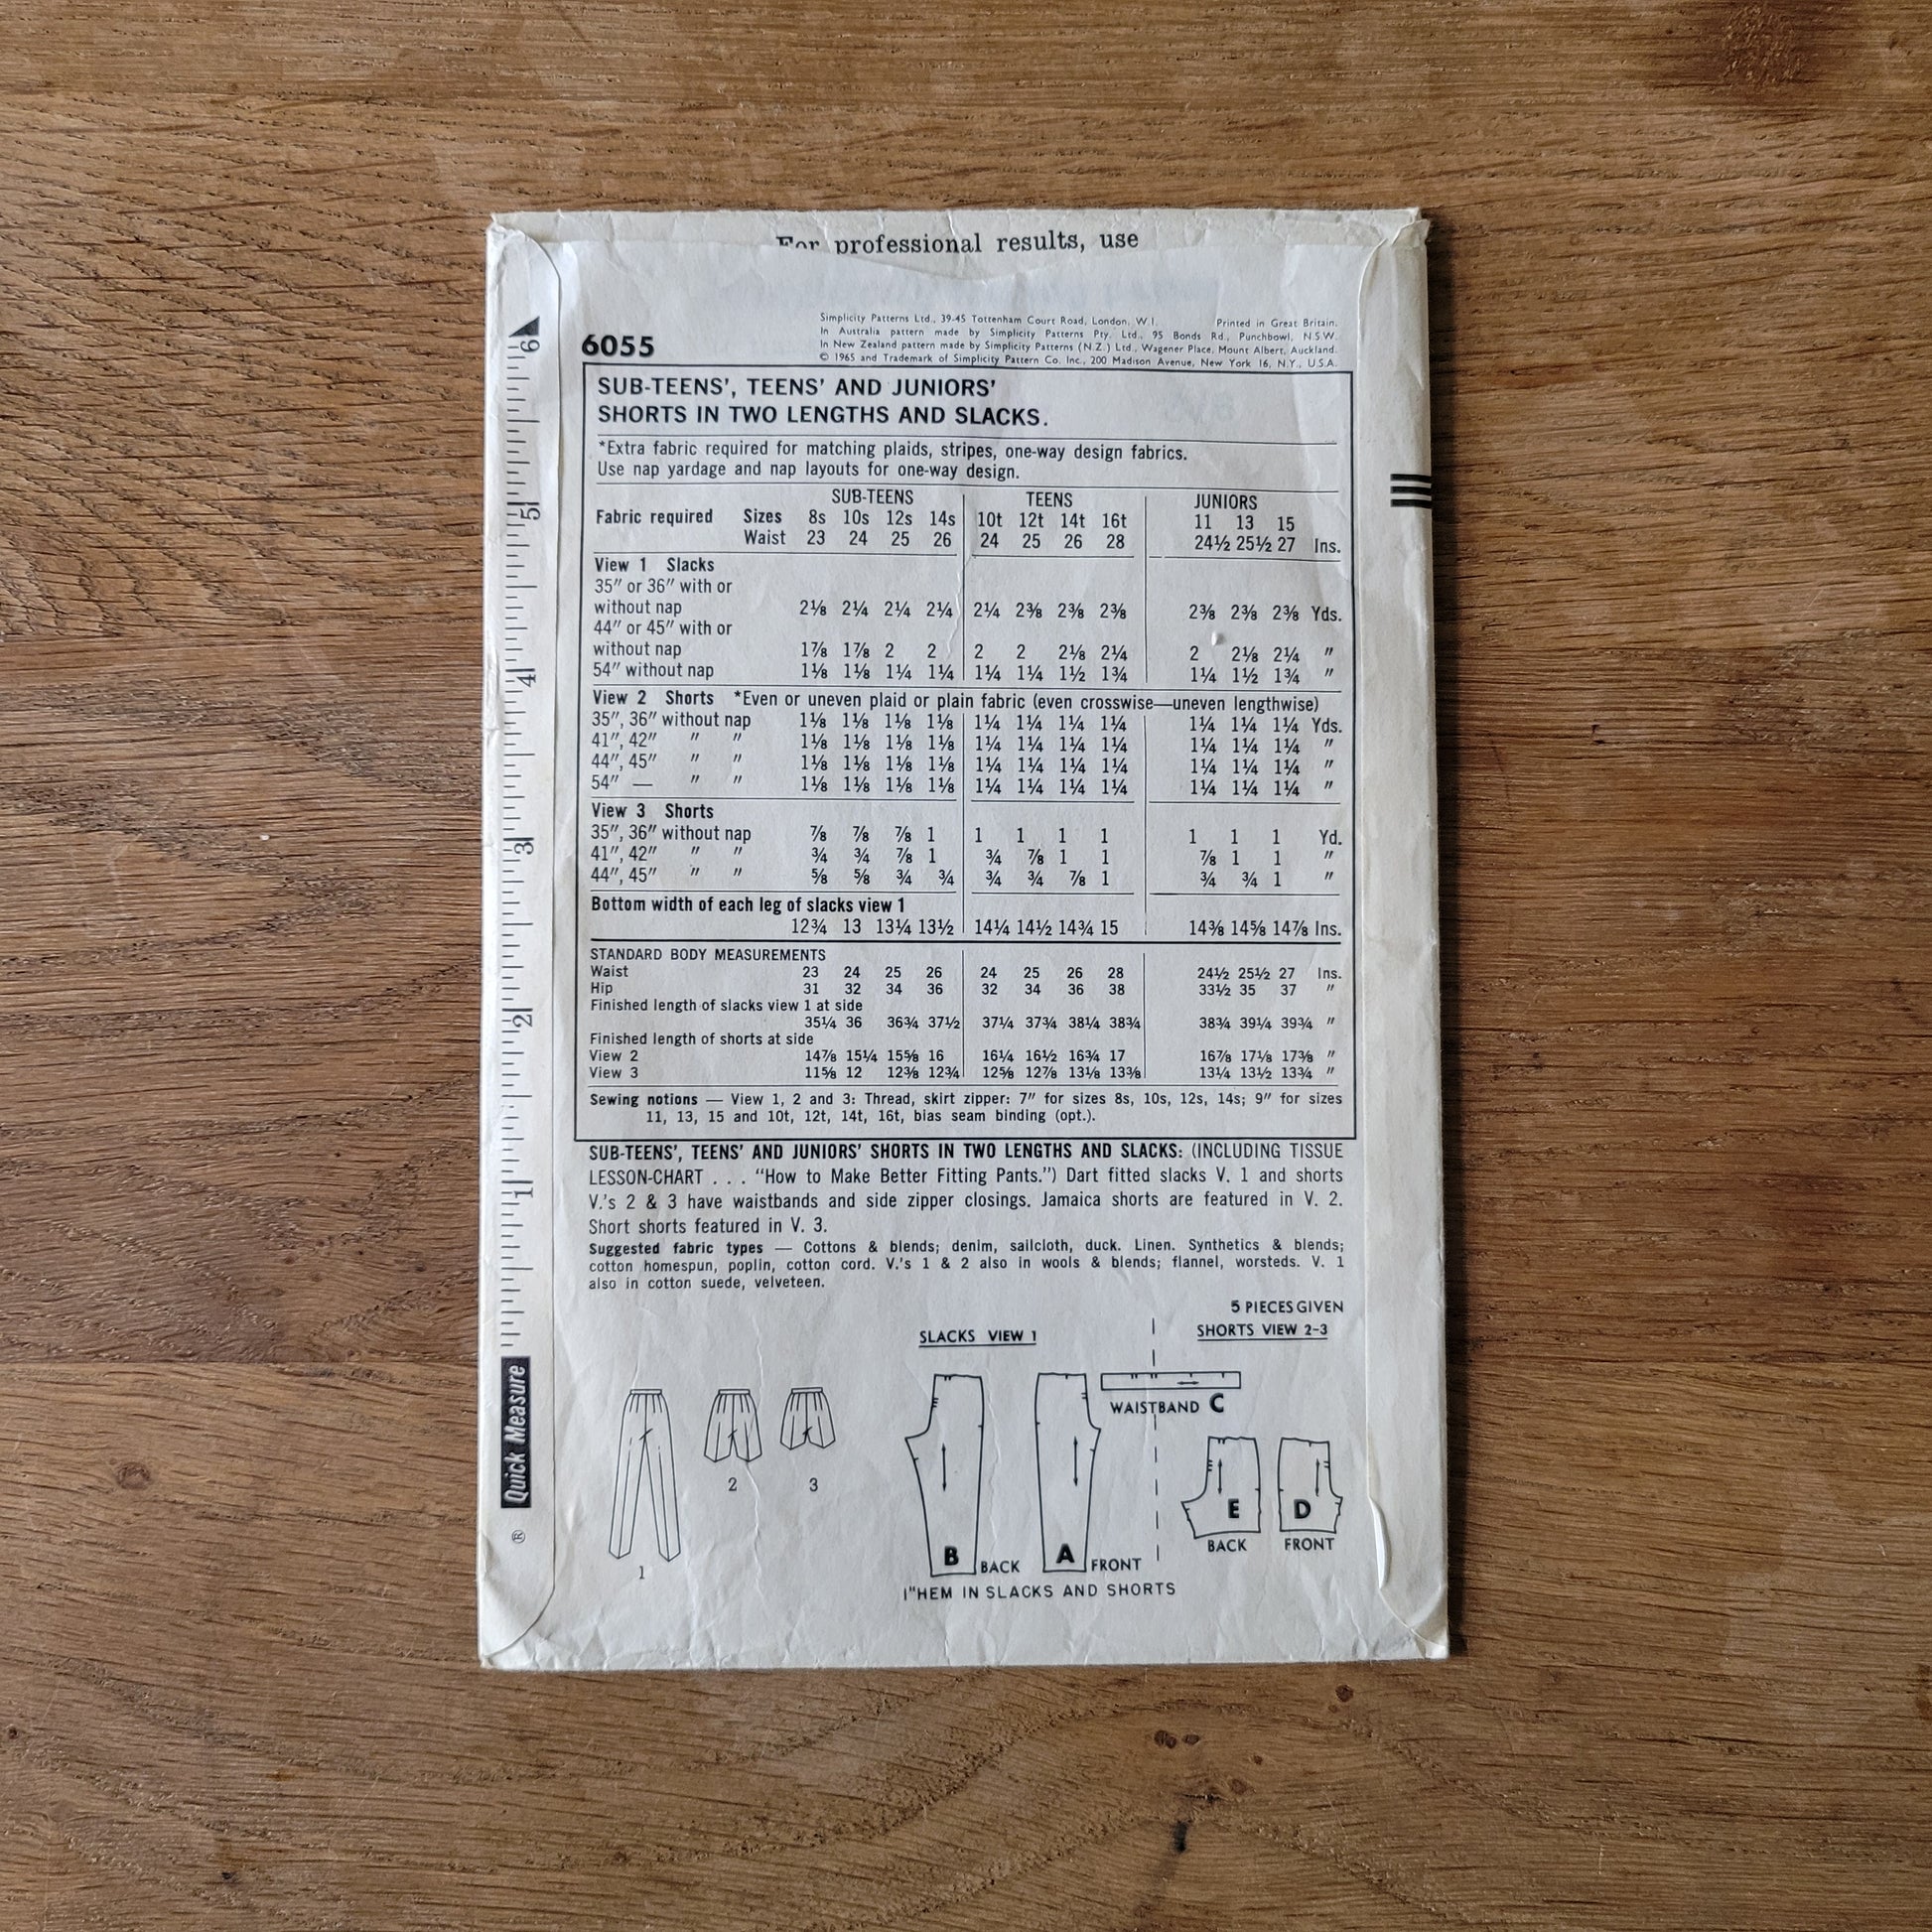 For professional results, use
Simplicity Patterns Ltd., 39-45 Tottenham Court Road, London, W.I. Printed in Great Britain.
In Australia pattern made by Simplicity Patterns Pty. Ltd., 95 Bonds Rd., Punchbowl, N.S.W.
In New Zealand pattern made by Simplicity Patterns (N.Z.) Ltd., Wagener Place, Mount Albert, Auckland.
© 1965 and Trademark of Simplicity Pattern Co. Inc., 200 Madison Avenue, New York 16, N.Y., U.S.A.
6055
SUB-TEENS', TEENS' AND JUNIORS'
SHORTS IN TWO LENGTHS AND SLACKS.
*Extra fabric required for matching plaids, stripes, one-way design fabrics.
Use nap yardage and nap layouts for one-way design.
SUB-TEENS TEENS JUNIORS
Fabric required Sizes 8s 10s 12s 14s 10t 12t 14t 16t 11 13 15
Waist 23 24 25 26 24 25 26 28 24½ 25½ 27 Ins.
View 1 Slacks
35" or 36" with or
without nap 2⅛ 2¼ 2¼ 2¼ 2¼ 2⅜ 2⅜ 2⅜ 2⅜ 2⅜ 2⅜ Yds.
44" or 45" with or
without nap 1⅞ 1⅞ 2 2 2 2 2⅛ 2¼ 2 2⅛ 2¼ "
54" without nap 1⅛ 1⅛ 1¼ 1¼ 1¼ 1¼ 1½ 1¾ 1¼ 1½ 1¾ "
View 2 Shorts *Even or uneven plaid or plain fabric (even crosswise—uneven lengthwise)
35", 36" without nap 1⅛ 1⅛ 1⅛ 1⅛ 1¼ 1¼ 1¼ 1¼ 1¼ 1¼ 1¼ Yds.
41", 42" " " 1⅛ 1⅛ 1⅛ 1⅛ 1¼ 1¼ 1¼ 1¼ 1¼ 1¼ 1¼ "
44", 45" " " 1⅛ 1⅛ 1⅛ 1⅛ 1¼ 1¼ 1¼ 1¼ 1¼ 1¼ 1¼ "
54" — " " 1⅛ 1⅛ 1⅛ 1⅛ 1¼ 1¼ 1¼ 1¼ 1¼ 1¼ 1¼ "
View 3 Shorts
35", 36" without nap ⅞ ⅞ ⅞ 1 1 1 1 1 1 1 1 Yd.
41", 42" " " ¾ ¾ ⅞ 1 ¾ ⅞ 1 1 ⅞ 1 1 "
44", 45" " " ⅝ ⅝ ¾ ¾ ¾ ¾ ⅞ 1 ¾ ¾ 1 "
Bottom width of each leg of slacks view 1
12¾ 13 13¼ 13½ 14¼ 14½ 14¾ 15 14⅜ 14⅝ 14⅞ Ins.
STANDARD BODY MEASUREMENTS
Waist 23 24 25 26 24 25 26 28 24½ 25½ 27 Ins.
Hip 31 32 34 36 32 34 36 38 33½ 35 37 "
Finished length of slacks view 1 at side
35¼ 36 36¾ 37½ 37¼ 37¾ 38¼ 38¾ 38¾ 39¼ 39¾ "
Finished length of shorts at side
View 2 14⅞ 15¼ 15⅝ 16 16¼ 16½ 16¾ 17 16⅞ 17⅛ 17⅜ "
View 3 11⅝ 12 12⅜ 12¾ 12⅝ 12⅞ 13⅛ 13⅜ 13¼ 13½ 13¾ "
Sewing notions — View 1, 2 and 3: Thread, skirt zipper: 7" for sizes 8s, 10s, 12s, 14s; 9" for sizes
11, 13, 15 and 10t, 12t, 14t, 16t, bias seam binding (opt.).
SUB-TEENS', TEENS' AND JUNIORS' SHORTS IN TWO LENGTHS AND SLACKS: (INCLUDING TISSUE
LESSON-CHART . . . "How to Make Better Fitting Pants.") Dart fitted slacks V. 1 and shorts
V.'s 2 & 3 have waistbands and side zipper closings. Jamaica shorts are featured in V. 2.
Short shorts featured in V. 3.
Suggested fabric types — Cottons & blends; denim, sailcloth, duck. Linen. Synthetics & blends;
cotton homespun, poplin, cotton cord. V.'s 1 & 2 also in wools & blends; flannel, worsteds. V. 1
also in cotton suede, velveteen.
5 PIECES GIVEN
SLACKS VIEW 1
SHORTS VIEW 2-3
WAISTBAND C
1
2
3
B BACK
A FRONT
E BACK
D FRONT
1" HEM IN SLACKS AND SHORTS
6
5
4
3
2
1
Quick Measure
®